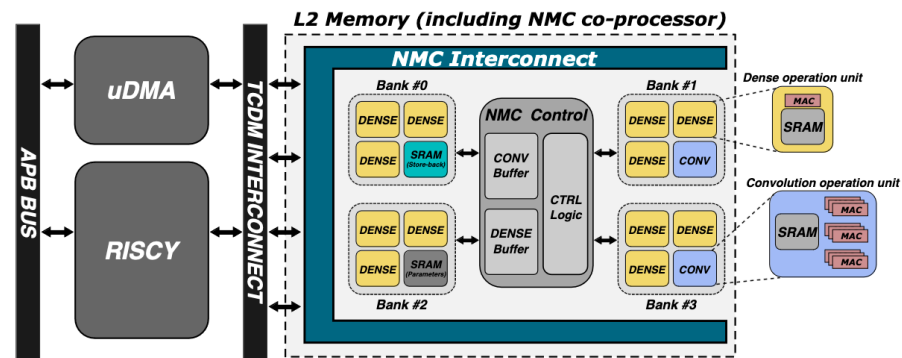 L2 Memory (including NMC co-processor)
APB BUS
uDMA
RISCY
TCDM INTERCONNECT
NMC Interconnect
Bank #0
DENSE
DENSE
DENSE
SRAM
(Store-back)
DENSE
DENSE
DENSE
SRAM
(Parameters)
Bank #2
NMC Control
CONV
Buffer
DENSE
Buffer
CTRL
Logic
Bank #1
DENSE
DENSE
DENSE
CONV
DENSE
DENSE
DENSE
CONV
Bank #3
Dense operation unit
MAC
SRAM
Convolution operation unit
SRAM
MAC
MAC
MAC